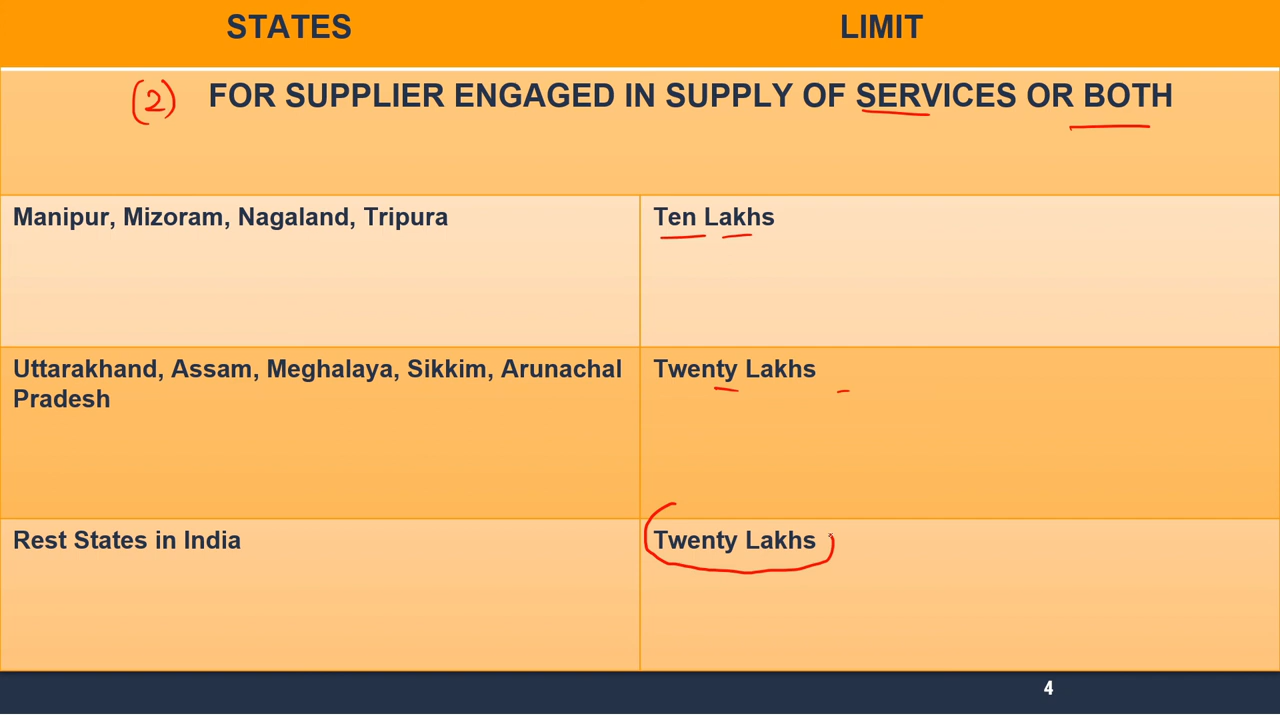 STATES LIMIT
(2) FOR SUPPLIER ENGAGED IN SUPPLY OF SERVICES OR BOTH
Manipur, Mizoram, Nagaland, Tripura Ten Lakhs
Uttarakhand, Assam, Meghalaya, Sikkim, Arunachal Twenty Lakhs
Pradesh
Rest States in India Twenty Lakhs
4